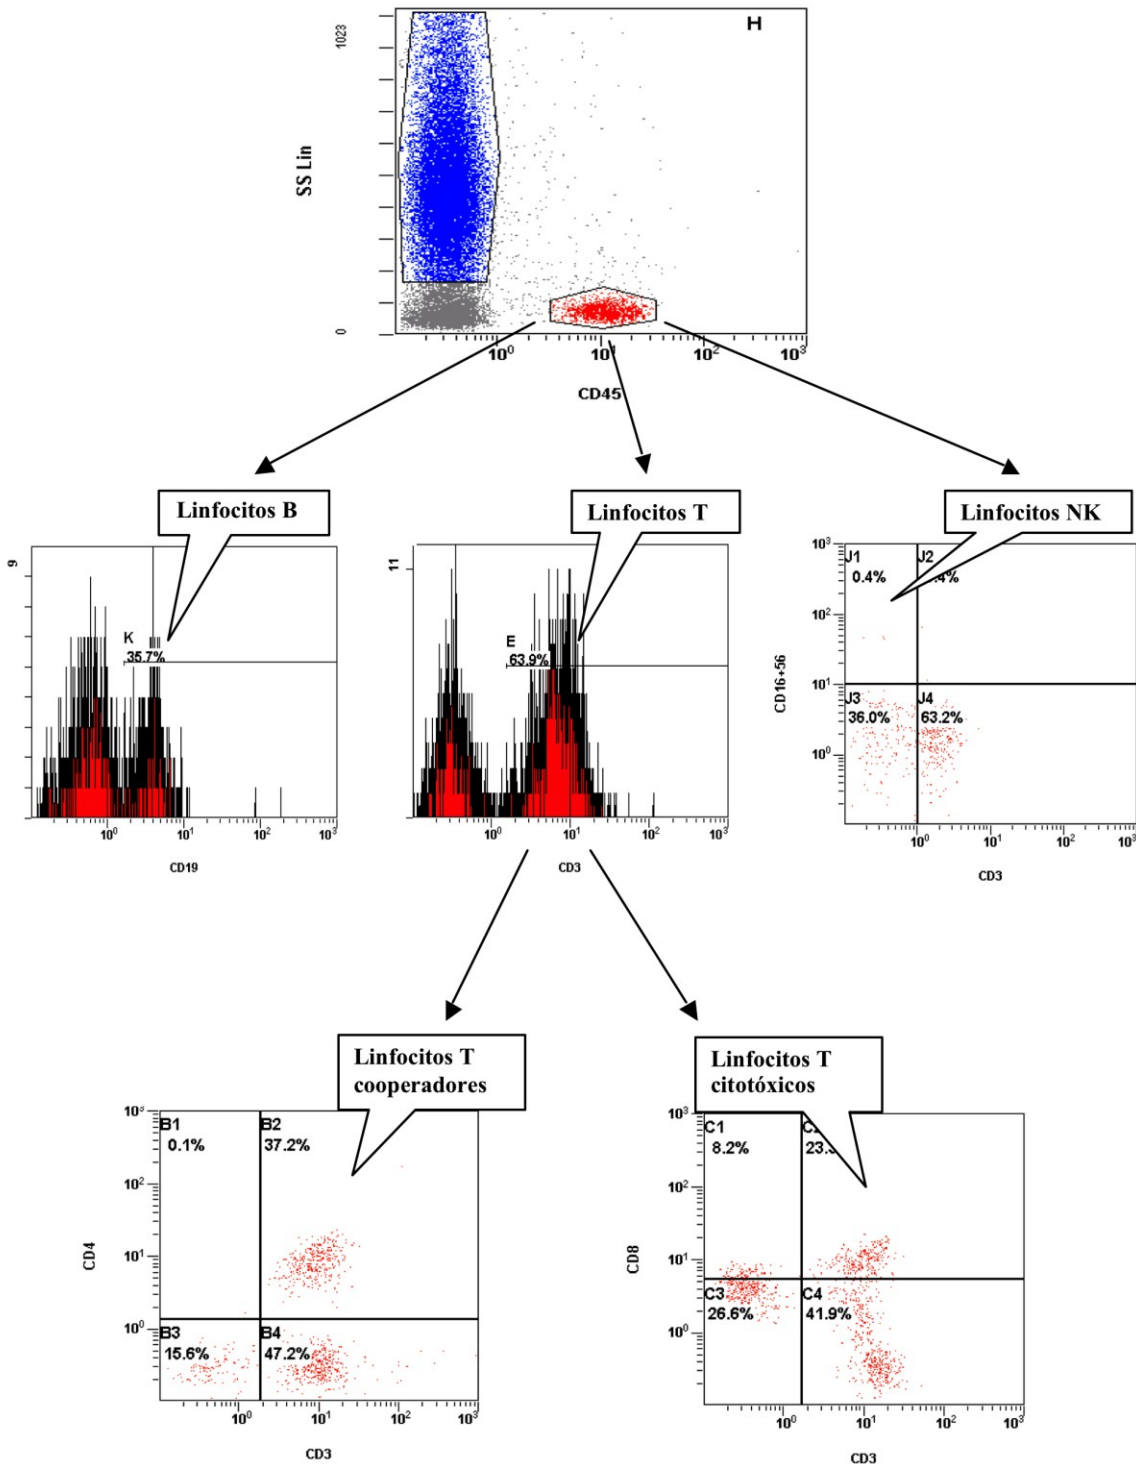 H
1023
SS Lin
0
10⁰ 10¹ 10² 10³
CD45
Linfocitos B
Linfocitos T
Linfocitos NK
9
K
35.7%
10⁰ 10¹ 10² 10³
CD19
11
E
63.9%
10⁰ 10¹ 10² 10³
CD3
10³
10²
10¹
10⁰
CD16+56
J1
0.4%
J2
J3
36.0%
J4
63.2%
10⁰ 10¹ 10² 10³
CD3
Linfocitos T
cooperadores
Linfocitos T
citotóxicos
10³
10²
10¹
10⁰
CD4
B1
0.1%
B2
37.2%
B3
15.6%
B4
47.2%
10⁰ 10¹ 10² 10³
CD3
10³
10²
10¹
10⁰
CD8
C1
8.2%
C3
26.6%
C4
41.9%
10⁰ 10¹ 10² 10³
CD3